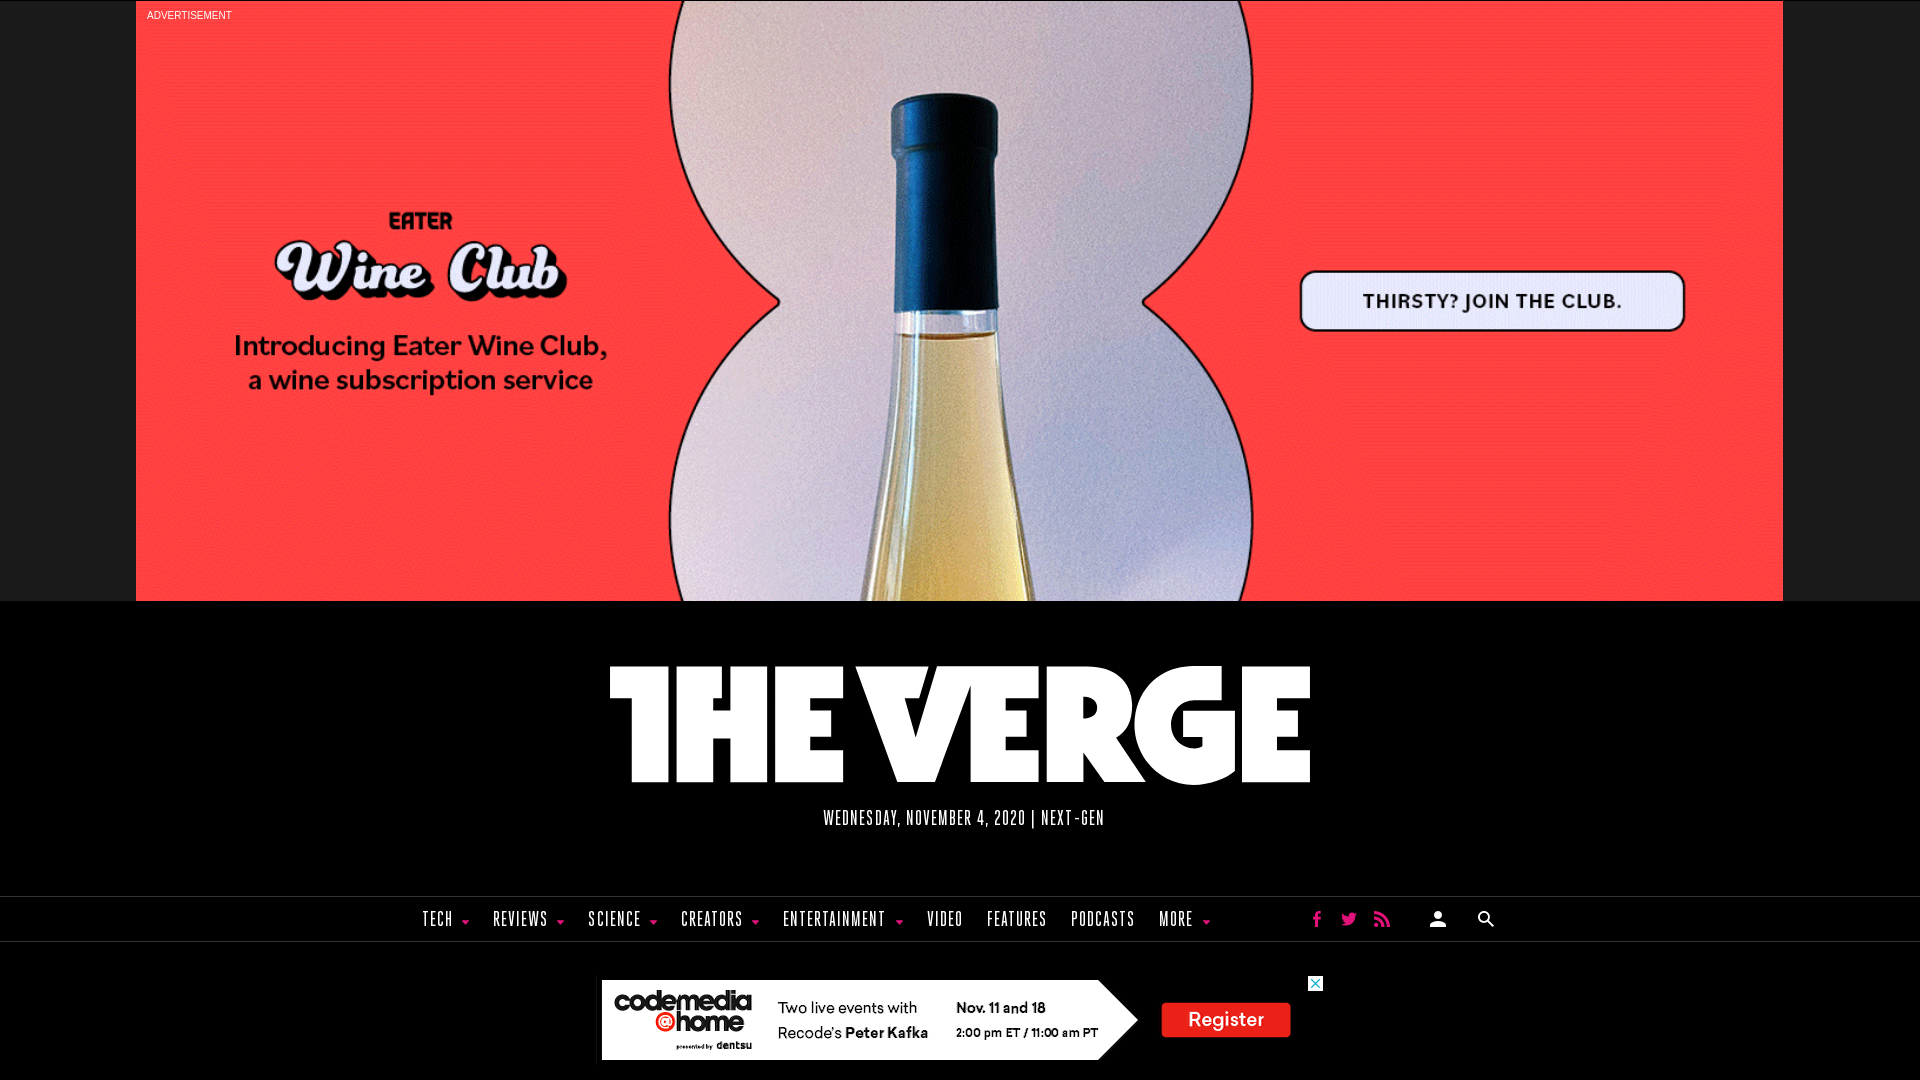 ADVERTISEMENT
EATER
Wine Club
Introducing Eater Wine Club,
a wine subscription service
THIRSTY? JOIN THE CLUB.
THE VERGE
WEDNESDAY, NOVEMBER 4, 2020 | NEXT-GEN
TECH REVIEWS SCIENCE CREATORS ENTERTAINMENT VIDEO FEATURES PODCASTS MORE
codemedia
@home
presented by dentsu
Two live events with
Recode's Peter Kafka
Nov. 11 and 18
2:00 pm ET / 11:00 am PT
Register